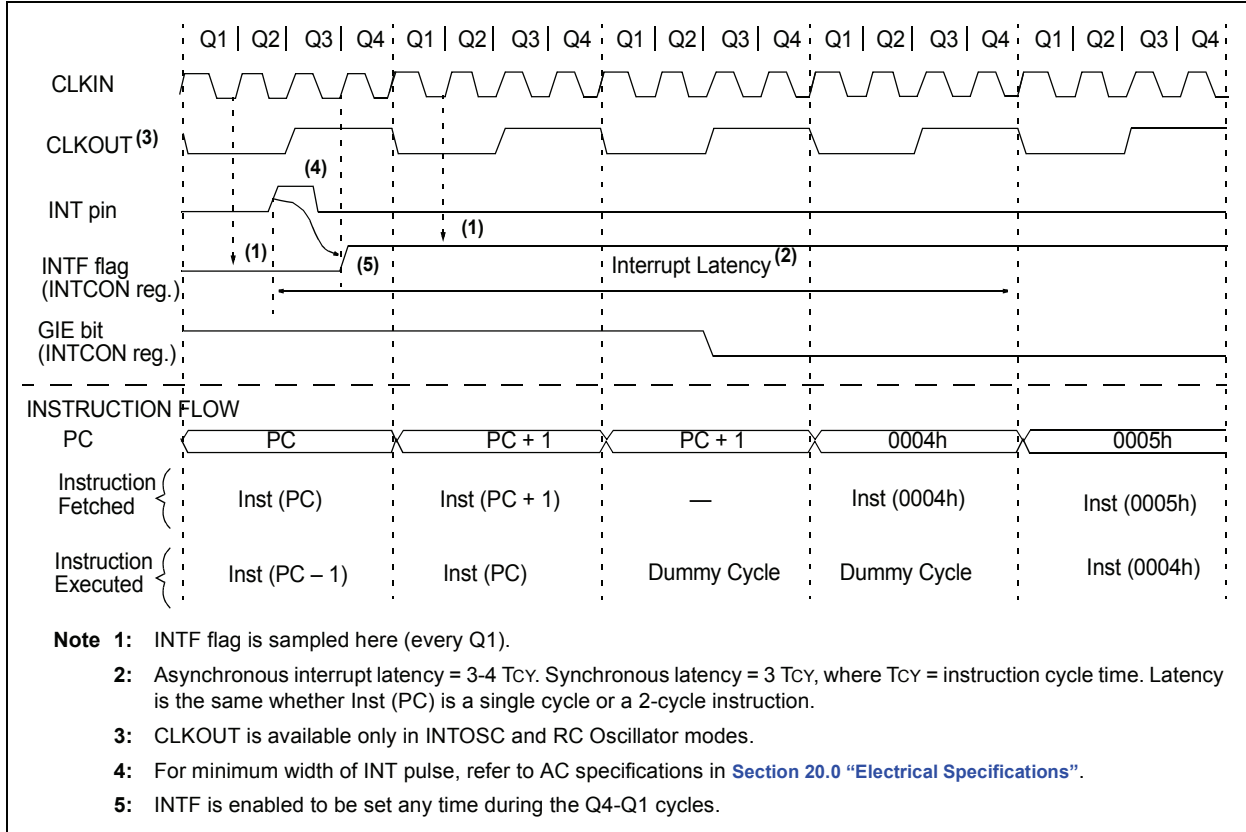 Q1 Q2 Q3 Q4 Q1 Q2 Q3 Q4 Q1 Q2 Q3 Q4 Q1 Q2 Q3 Q4 Q1 Q2 Q3 Q4
CLKIN
CLKOUT (3)
(4)
INT pin
(1)
(1)
(5)
INTF flag
(INTCON reg.)
Interrupt Latency (2)
GIE bit
(INTCON reg.)
INSTRUCTION FLOW
PC PC PC + 1 PC + 1 0004h 0005h
Instruction
Fetched
Inst (PC) Inst (PC + 1) — Inst (0004h) Inst (0005h)
Instruction
Executed
Inst (PC – 1) Inst (PC) Dummy Cycle Dummy Cycle Inst (0004h)
Note 1: INTF flag is sampled here (every Q1).
2: Asynchronous interrupt latency = 3-4 TCY. Synchronous latency = 3 TCY, where TCY = instruction cycle time. Latency
is the same whether Inst (PC) is a single cycle or a 2-cycle instruction.
3: CLKOUT is available only in INTOSC and RC Oscillator modes.
4: For minimum width of INT pulse, refer to AC specifications in Section 20.0 “Electrical Specifications”.
5: INTF is enabled to be set any time during the Q4-Q1 cycles.